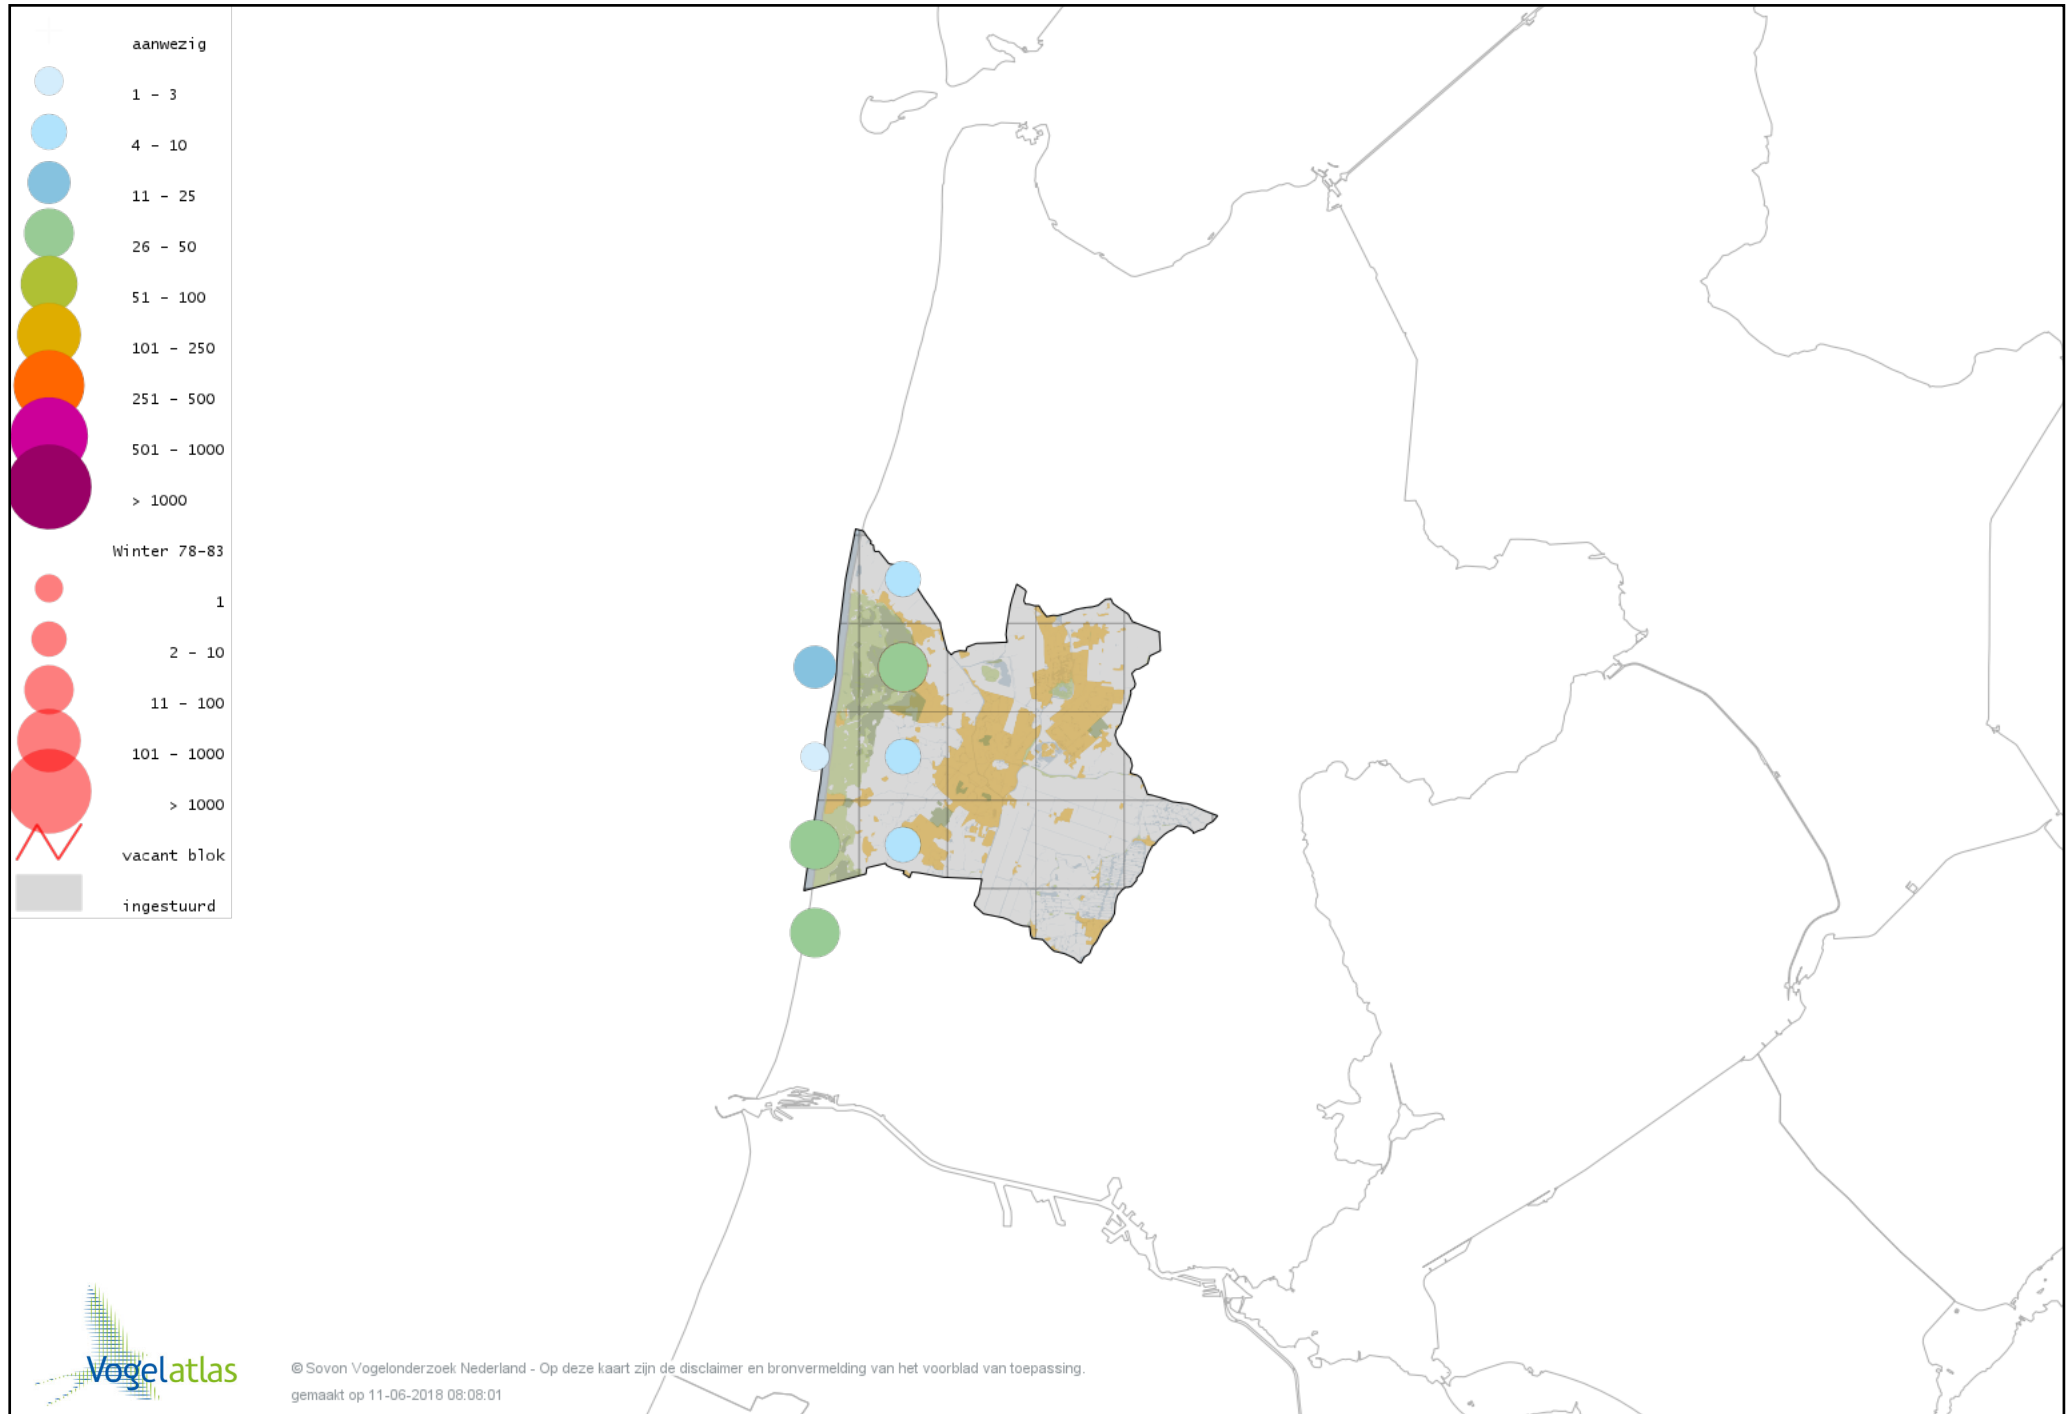 aanwezig
1 - 3
4 - 10
11 - 25
26 - 50
51 - 100
101 - 250
251 - 500
501 - 1000
> 1000
Winter 78-83
1
2 - 10
11 - 100
101 - 1000
> 1000
vacant blok
ingestuurd
Vogelatlas
© Sovon Vogelonderzoek Nederland - Op deze kaart zijn de disclaimer en bronvermelding van het voorblad van toepassing.
gemaakt op 11-06-2018 08:08:01